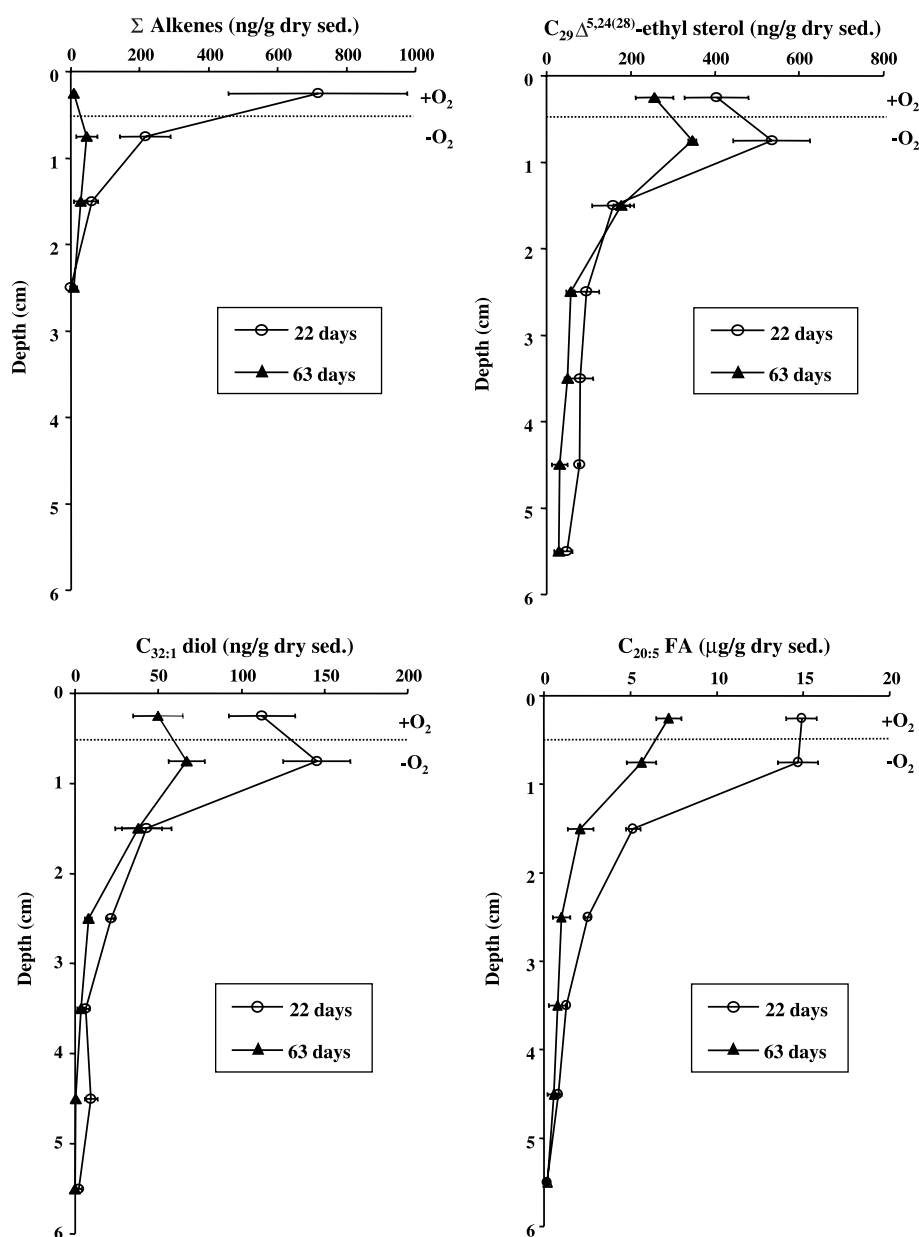 Σ Alkenes (ng/g dry sed.)
0 200 400 600 800 1000
0
1
2
3
4
5
6
Depth (cm)
+O₂
-O₂
22 days
63 days
C₂₉Δ⁵,²⁴⁽²⁸⁾-ethyl sterol (ng/g dry sed.)
0 200 400 600 800
0
1
2
3
4
5
6
Depth (cm)
+O₂
-O₂
22 days
63 days
C₃₂:₁ diol (ng/g dry sed.)
0 50 100 150 200
0
1
2
3
4
5
6
Depth (cm)
+O₂
-O₂
22 days
63 days
C₂₀:₅ FA (μg/g dry sed.)
0 5 10 15 20
0
1
2
3
4
5
6
Depth (cm)
+O₂
-O₂
22 days
63 days